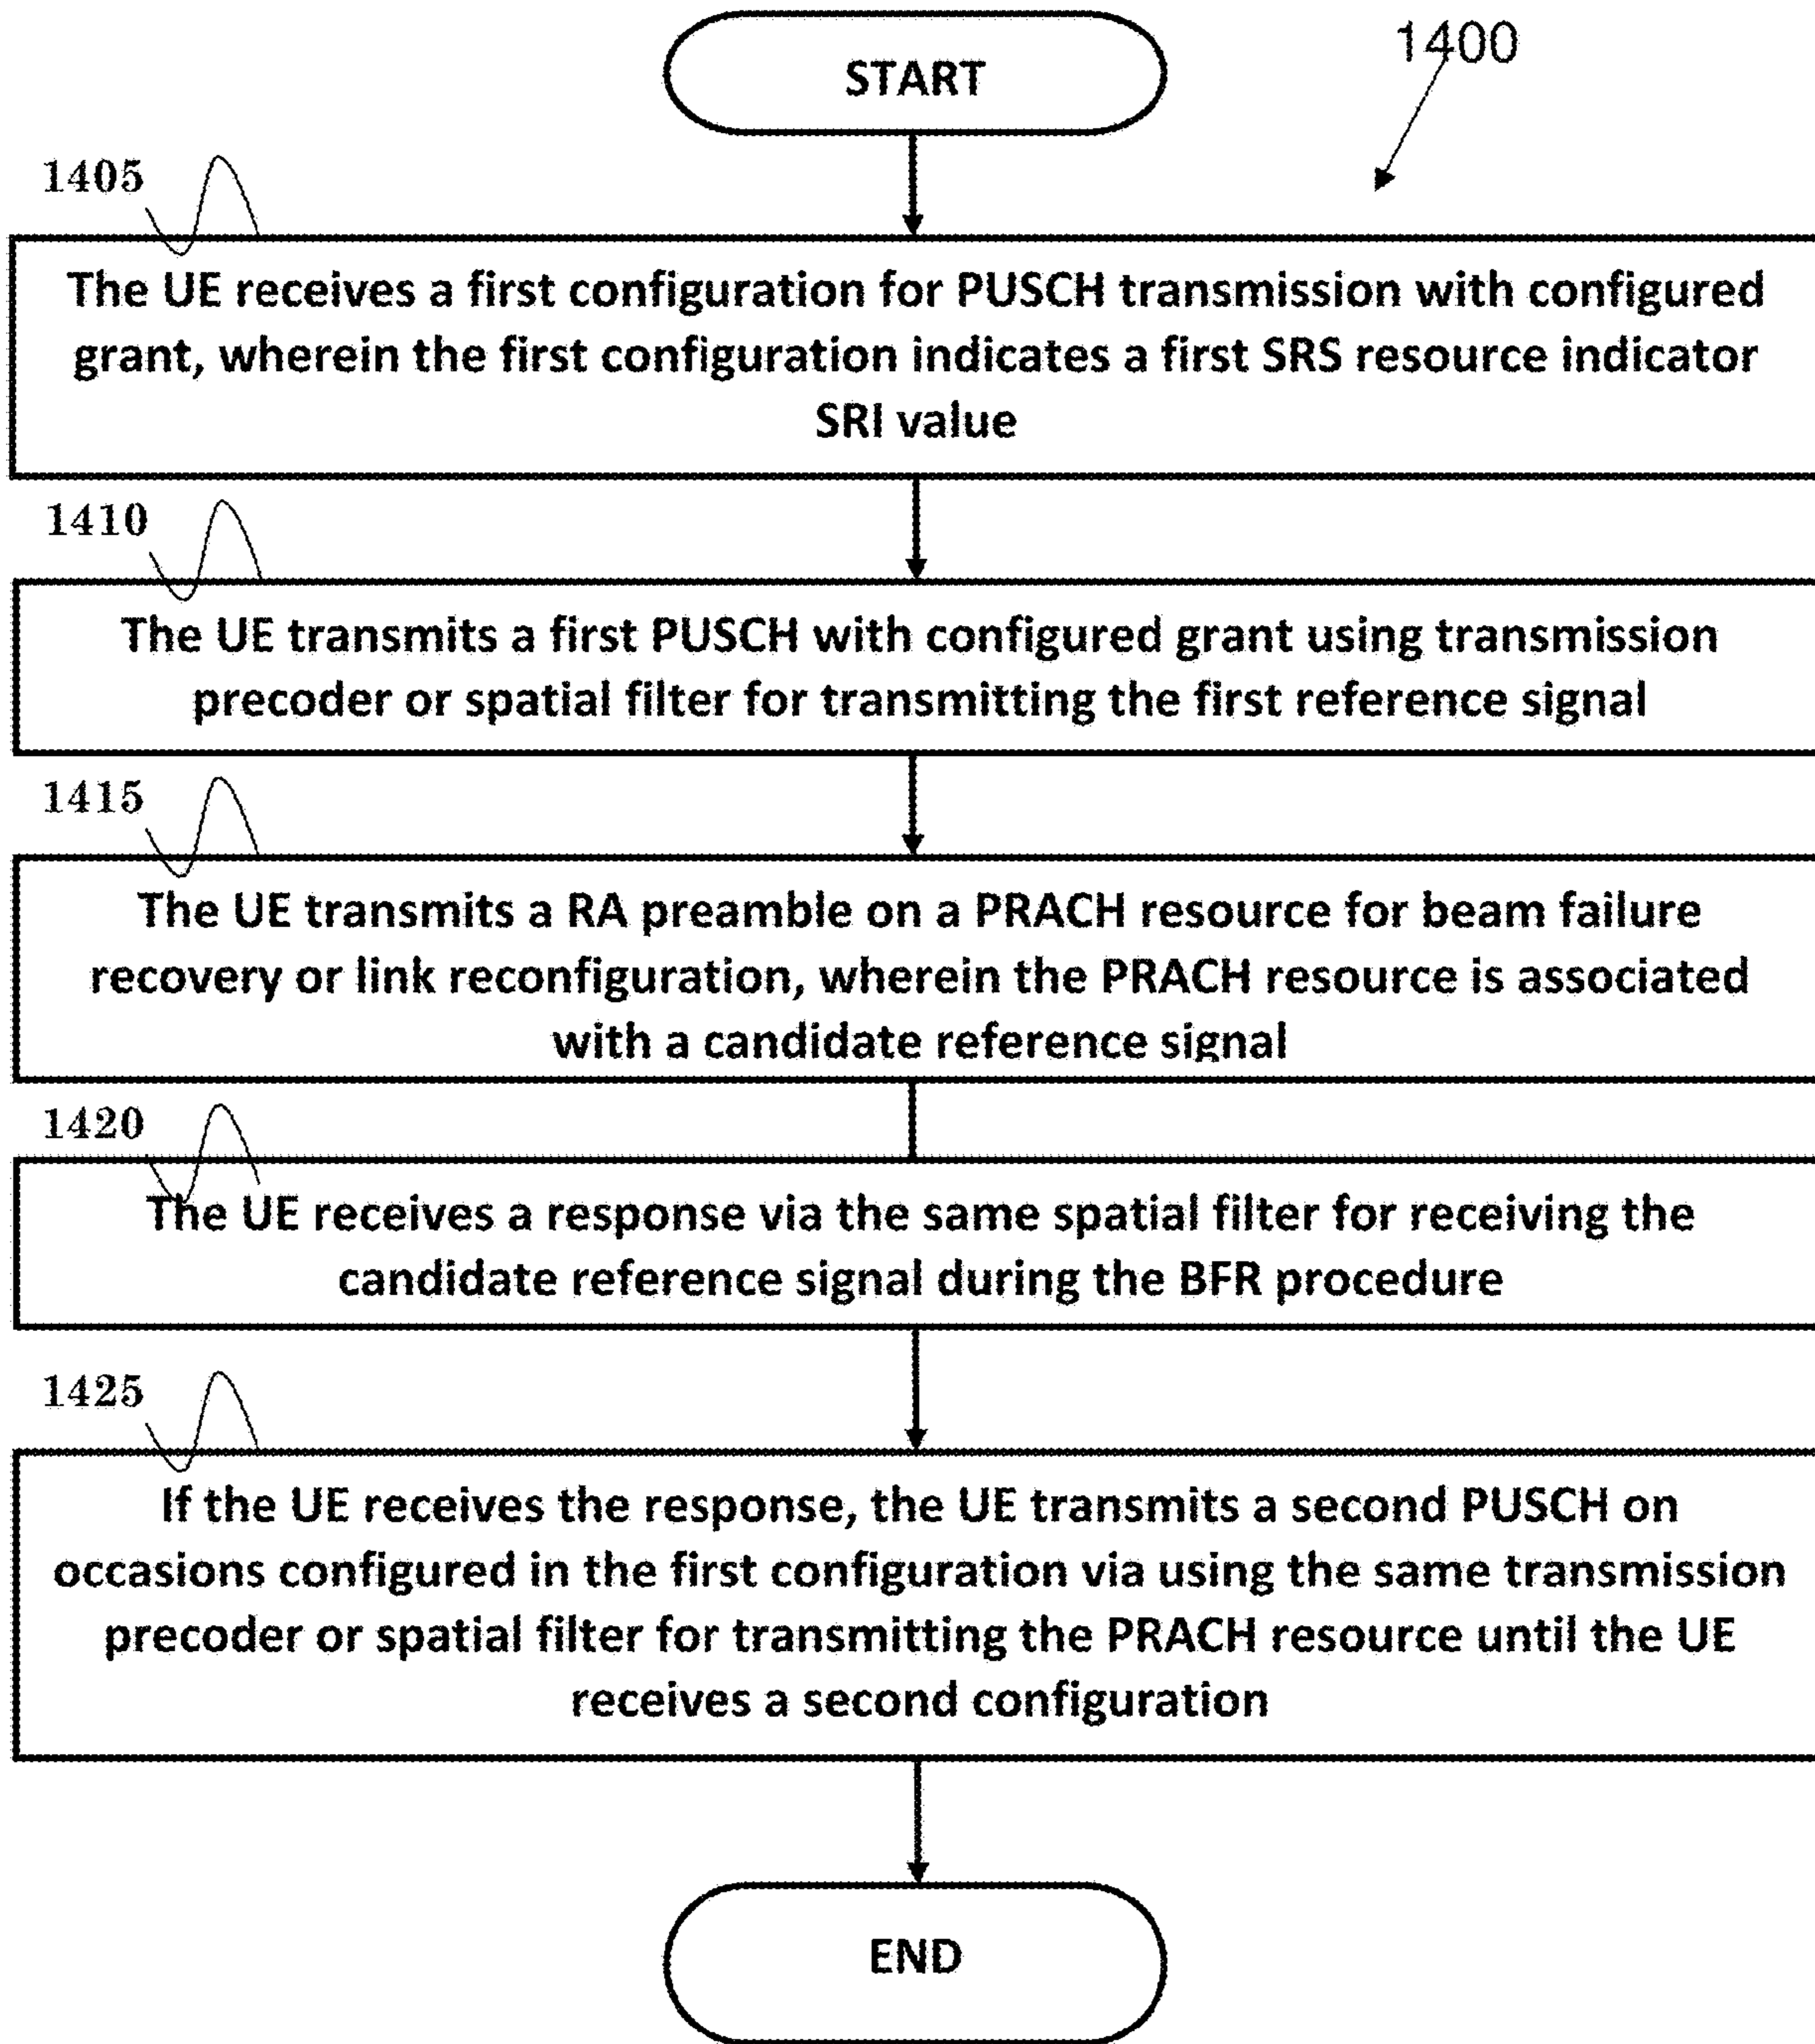 START
1400
1405
The UE receives a first configuration for PUSCH transmission with configured
grant, wherein the first configuration indicates a first SRS resource indicator
SRI value
1410
The UE transmits a first PUSCH with configured grant using transmission
precoder or spatial filter for transmitting the first reference signal
1415
The UE transmits a RA preamble on a PRACH resource for beam failure
recovery or link reconfiguration, wherein the PRACH resource is associated
with a candidate reference signal
1420
The UE receives a response via the same spatial filter for receiving the
candidate reference signal during the BFR procedure
1425
If the UE receives the response, the UE transmits a second PUSCH on
occasions configured in the first configuration via using the same transmission
precoder or spatial filter for transmitting the PRACH resource until the UE
receives a second configuration
END